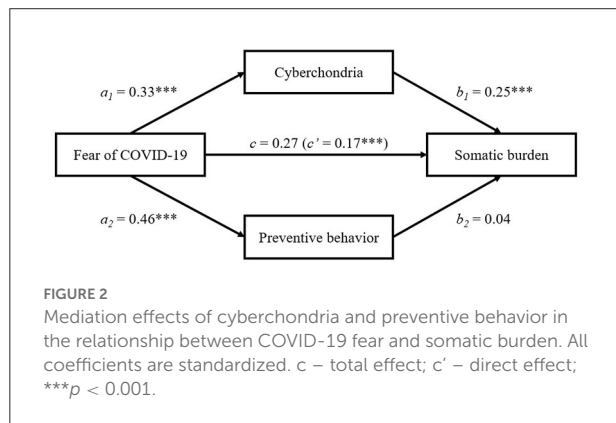 Cyberchondria
a₁ = 0.33***
b₁ = 0.25***
Fear of COVID-19
c = 0.27 (c’ = 0.17***)
Somatic burden
a₂ = 0.46***
b₂ = 0.04
Preventive behavior
FIGURE 2
Mediation effects of cyberchondria and preventive behavior in
the relationship between COVID-19 fear and somatic burden. All
coefficients are standardized. c – total effect; c’ – direct effect;
***p < 0.001.